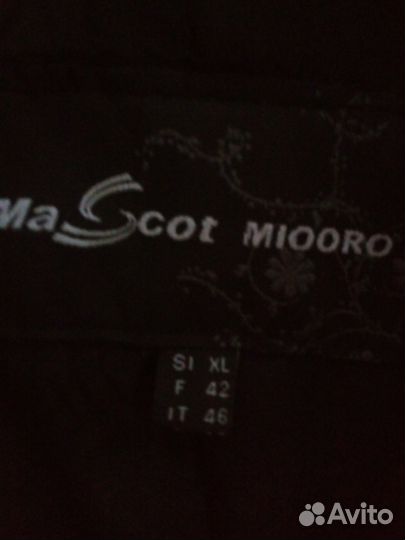 MaScot MIOORO
SI XL
F 42
IT 46
Avito